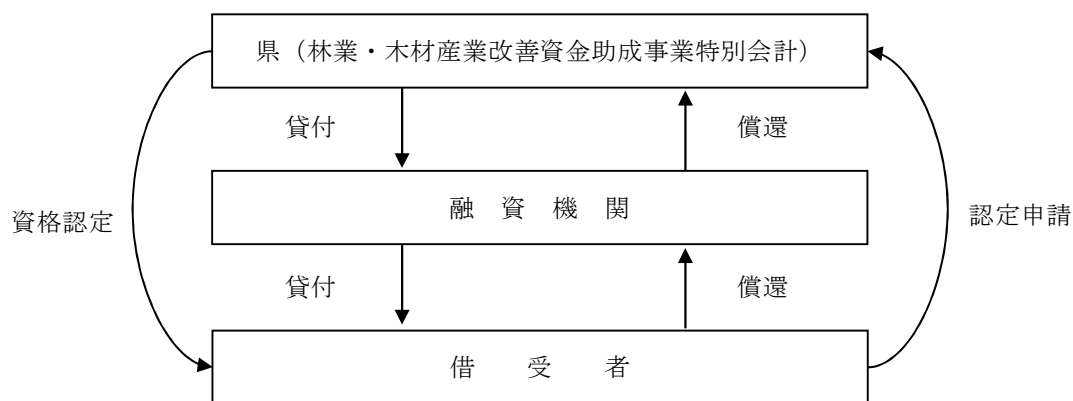 県（林業・木材産業改善資金助成事業特別会計）
貸付
償還
融資機関
資格認定
認定申請
貸付
償還
借受者